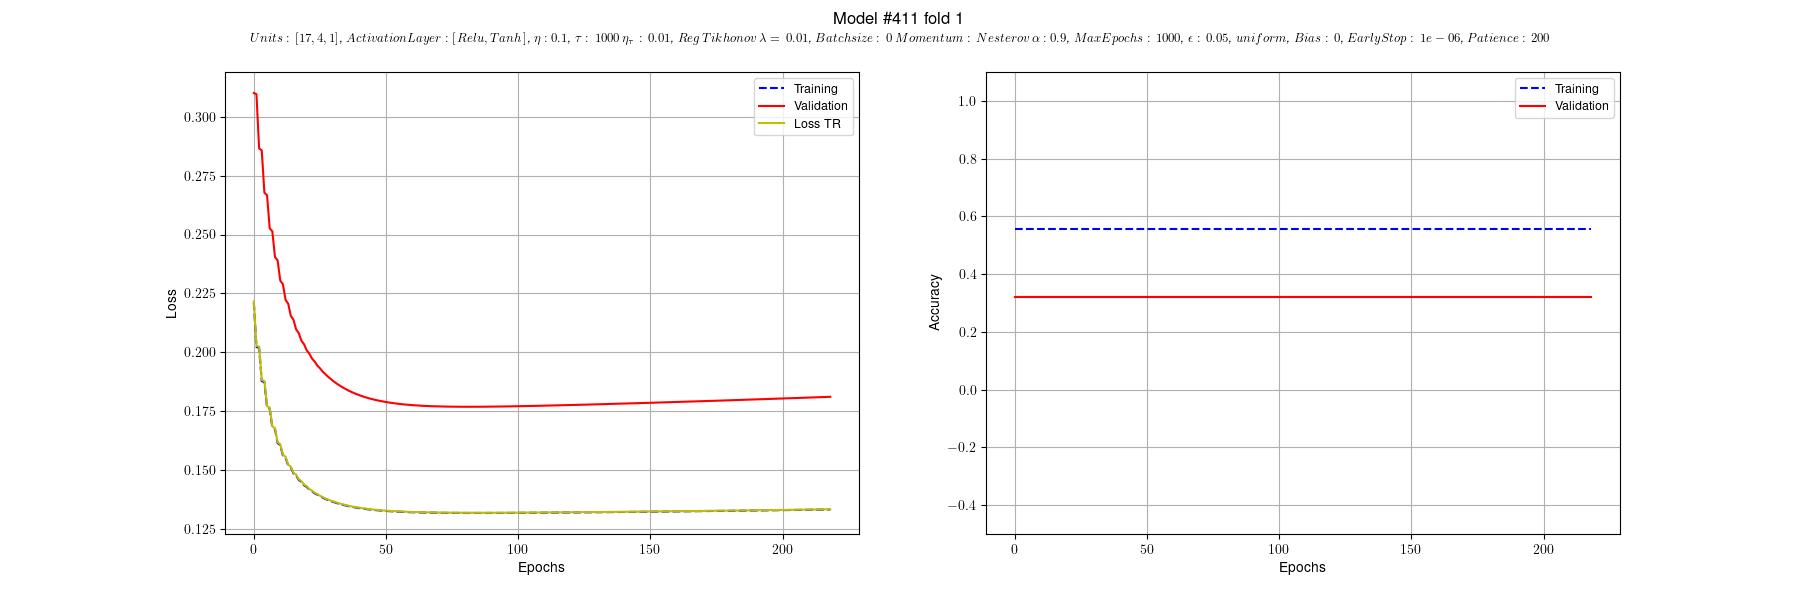 Model #411 fold 1
Units : [17, 4, 1], ActivationLayer : [Relu, Tanh], η : 0.1, τ : 1000 η_τ : 0.01, Reg Tikhonov λ = 0.01, Batchsize : 0 Momentum : Nesterov α : 0.9, MaxEpochs : 1000, ϵ : 0.05, uniform, Bias : 0, EarlyStop : 1e − 06, Patience : 200
Training
Validation
Loss TR
0.300
0.275
0.250
0.225
0.200
0.175
0.150
0.125
Loss
0 50 100 150 200
Epochs
Training
Validation
1.0
0.8
0.6
0.4
0.2
0.0
−0.2
−0.4
Accuracy
0 50 100 150 200
Epochs